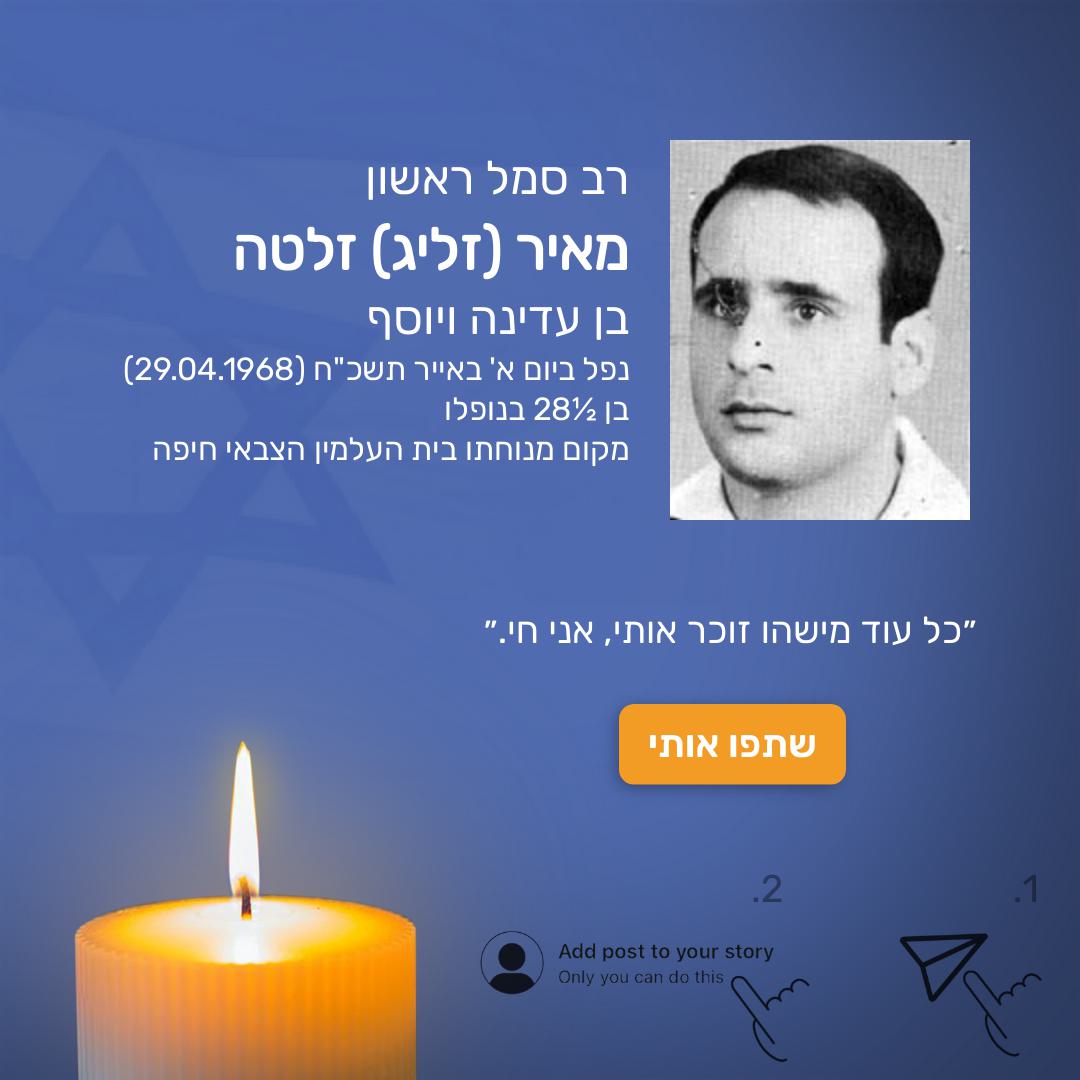 רב סמל ראשון
מאיר (זליג) זלטה
בן עדינה ויוסף
נפל ביום א' באייר תשכ"ח (29.04.1968)
בן 28½ בנופלו
מקום מנוחתו בית העלמין הצבאי חיפה
״כל עוד מישהו זוכר אותי, אני חי.״
שתפו אותי
1.
2.
Add post to your story
Only you can do this